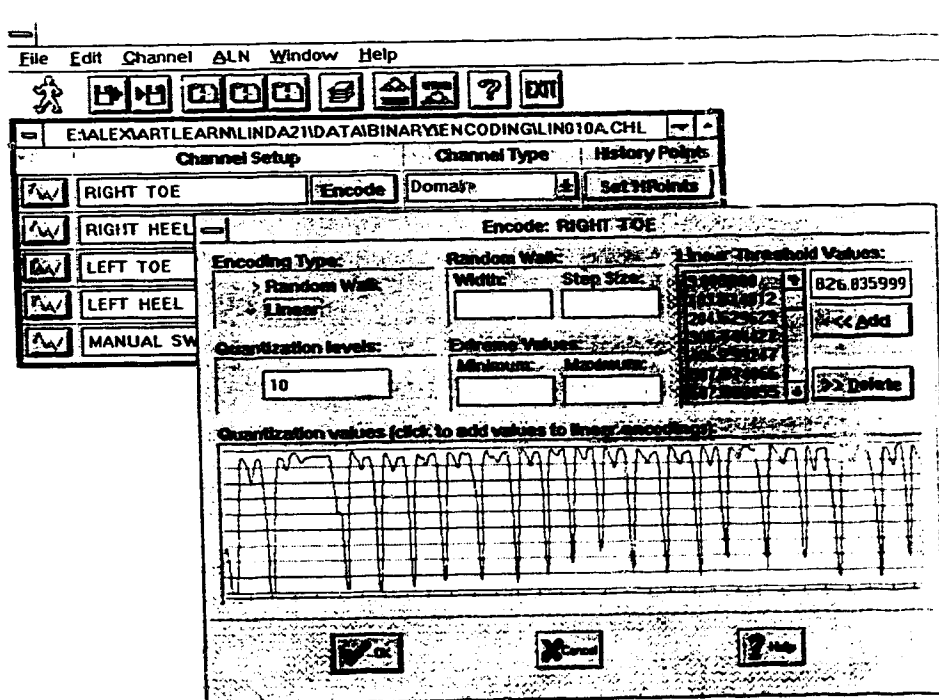 File Edit Channel ALN Window Help
EXIT
E:\ALEX\ARTLEARN\LINDA21\DATA\BINARY\ENCODING\LIN010A.CHL
Channel Setup Channel Type History Points
RIGHT TOE Encode Domain Set HPoints
RIGHT HEEL
LEFT TOE
LEFT HEEL
MANUAL SW
Encode: RIGHT TOE
Encoding Type: Random Walk: Linear Threshold Values:
Random Walk Width: Step Size: 826.835999
Linear << Add
Quantization levels: Extreme Values:
Minimum: Maximum:
10 >> Delete
Quantization values (click to add values to linear encodings):
OK Cancel Help